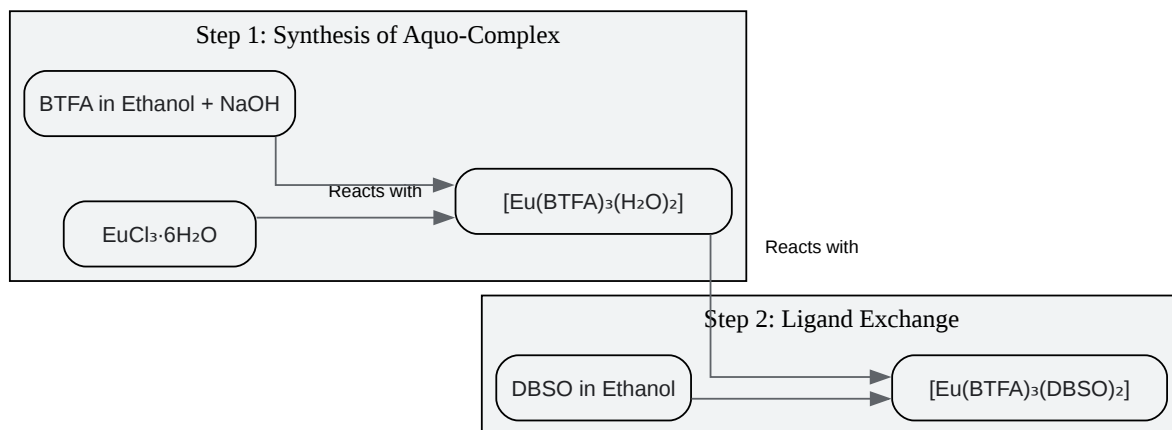 Step 1: Synthesis of Aquo-Complex
BTFA in Ethanol + NaOH
Reacts with
[Eu(BTFA)₃(H₂O)₂]
EuCl₃·6H₂O
Reacts with
Step 2: Ligand Exchange
DBSO in Ethanol
[Eu(BTFA)₃(DBSO)₂]